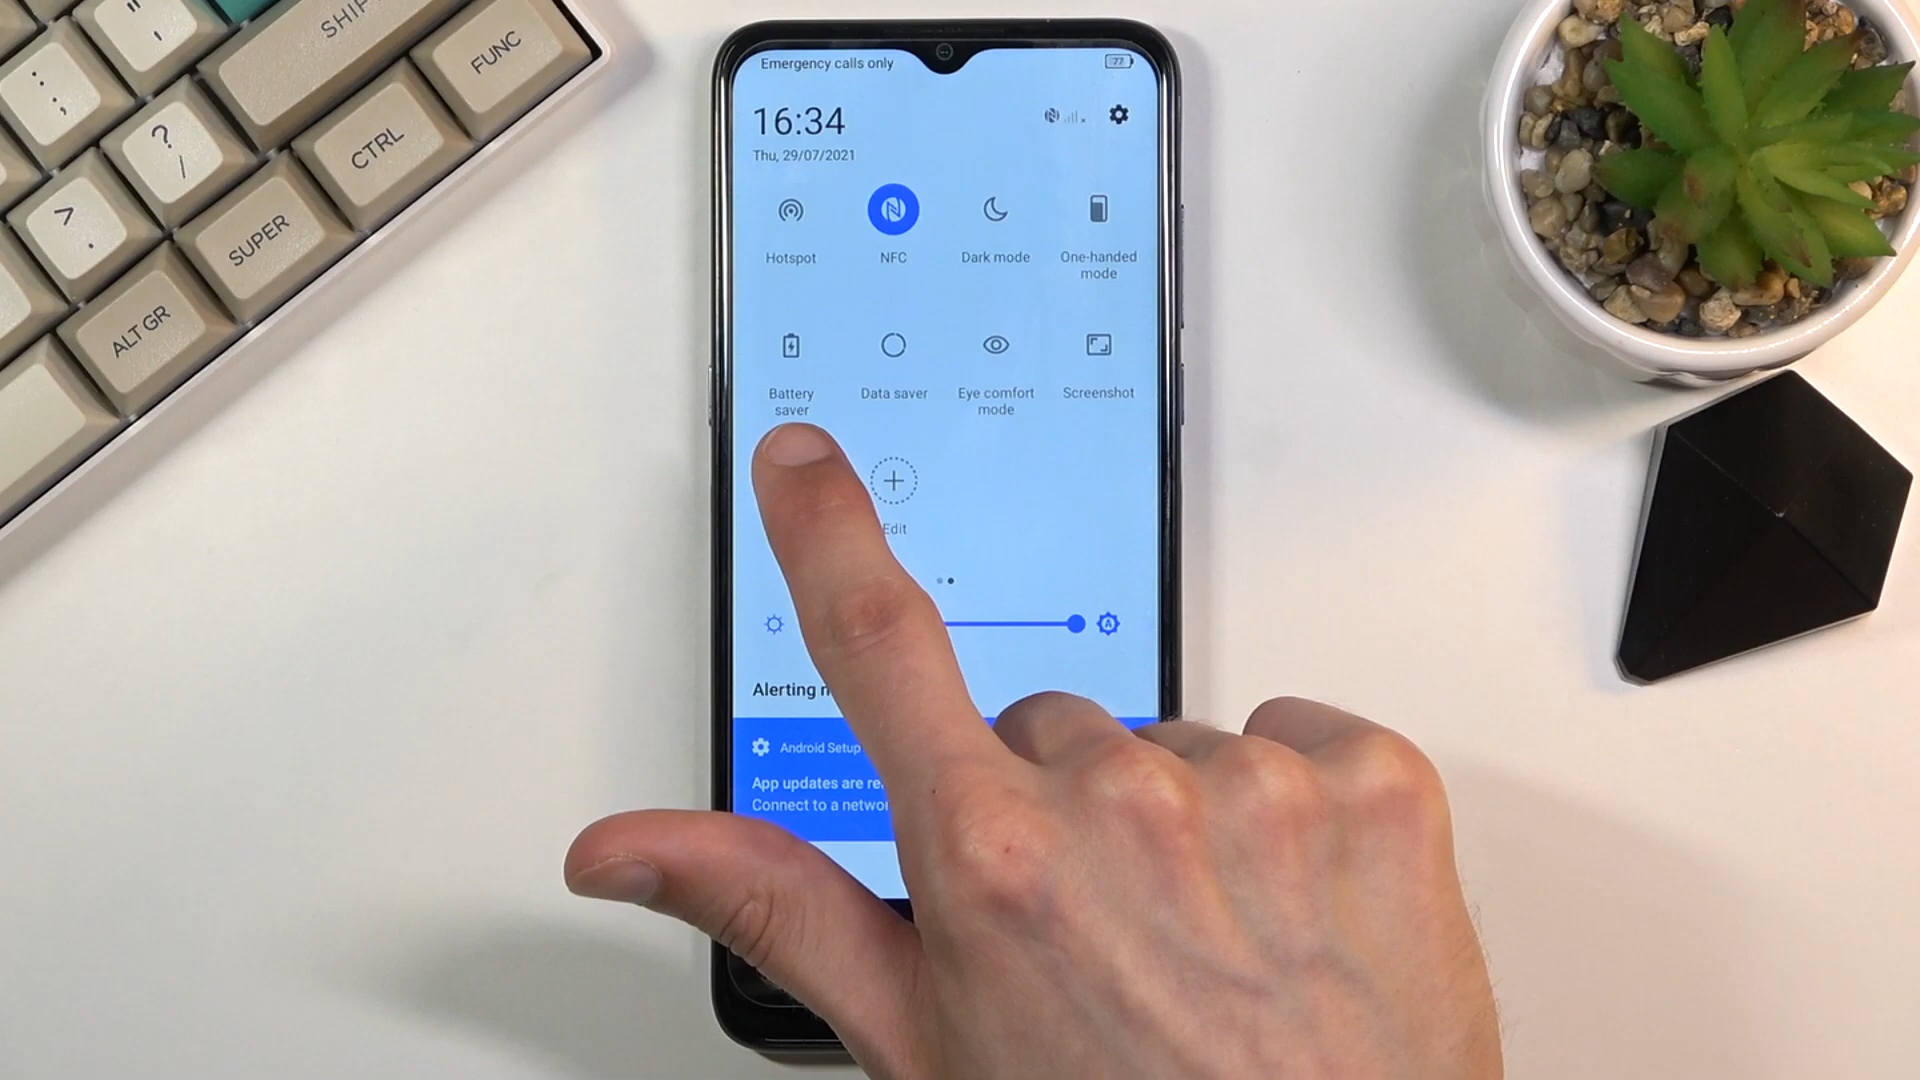 "
'
SHIF
FUNC
:
;
?
/
CTRL
>
.
SUPER
ALT GR
Emergency calls only
77
16:34
Thu, 29/07/2021
Hotspot
NFC
Dark mode
One-handed
mode
Battery
saver
Data saver
Eye comfort
mode
Screenshot
Edit
A
Alerting
Android Setup
App updates are
Connect to a